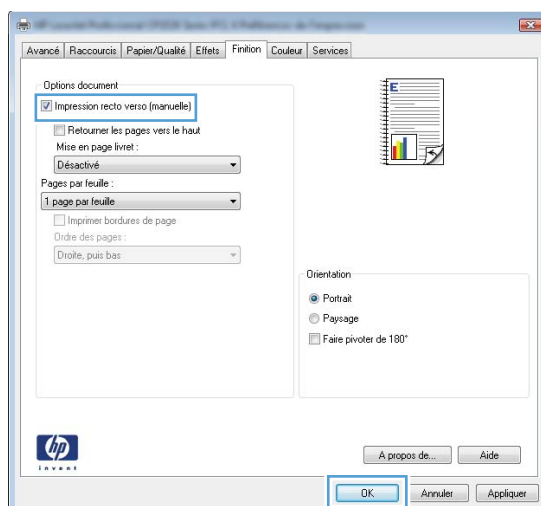 Avancé Raccourcis Papier/Qualité Effets Finition Couleur Services
Options document
Impression recto verso (manuelle)
Retourner les pages vers le haut
Mise en page livret :
Désactivé
Pages par feuille :
1 page par feuille
Imprimer bordures de page
Ordre des pages :
Droite, puis bas
E
Orientation
Portrait
Paysage
Faire pivoter de 180°
hp
invent
A propos de... Aide
OK Annuler Appliquer